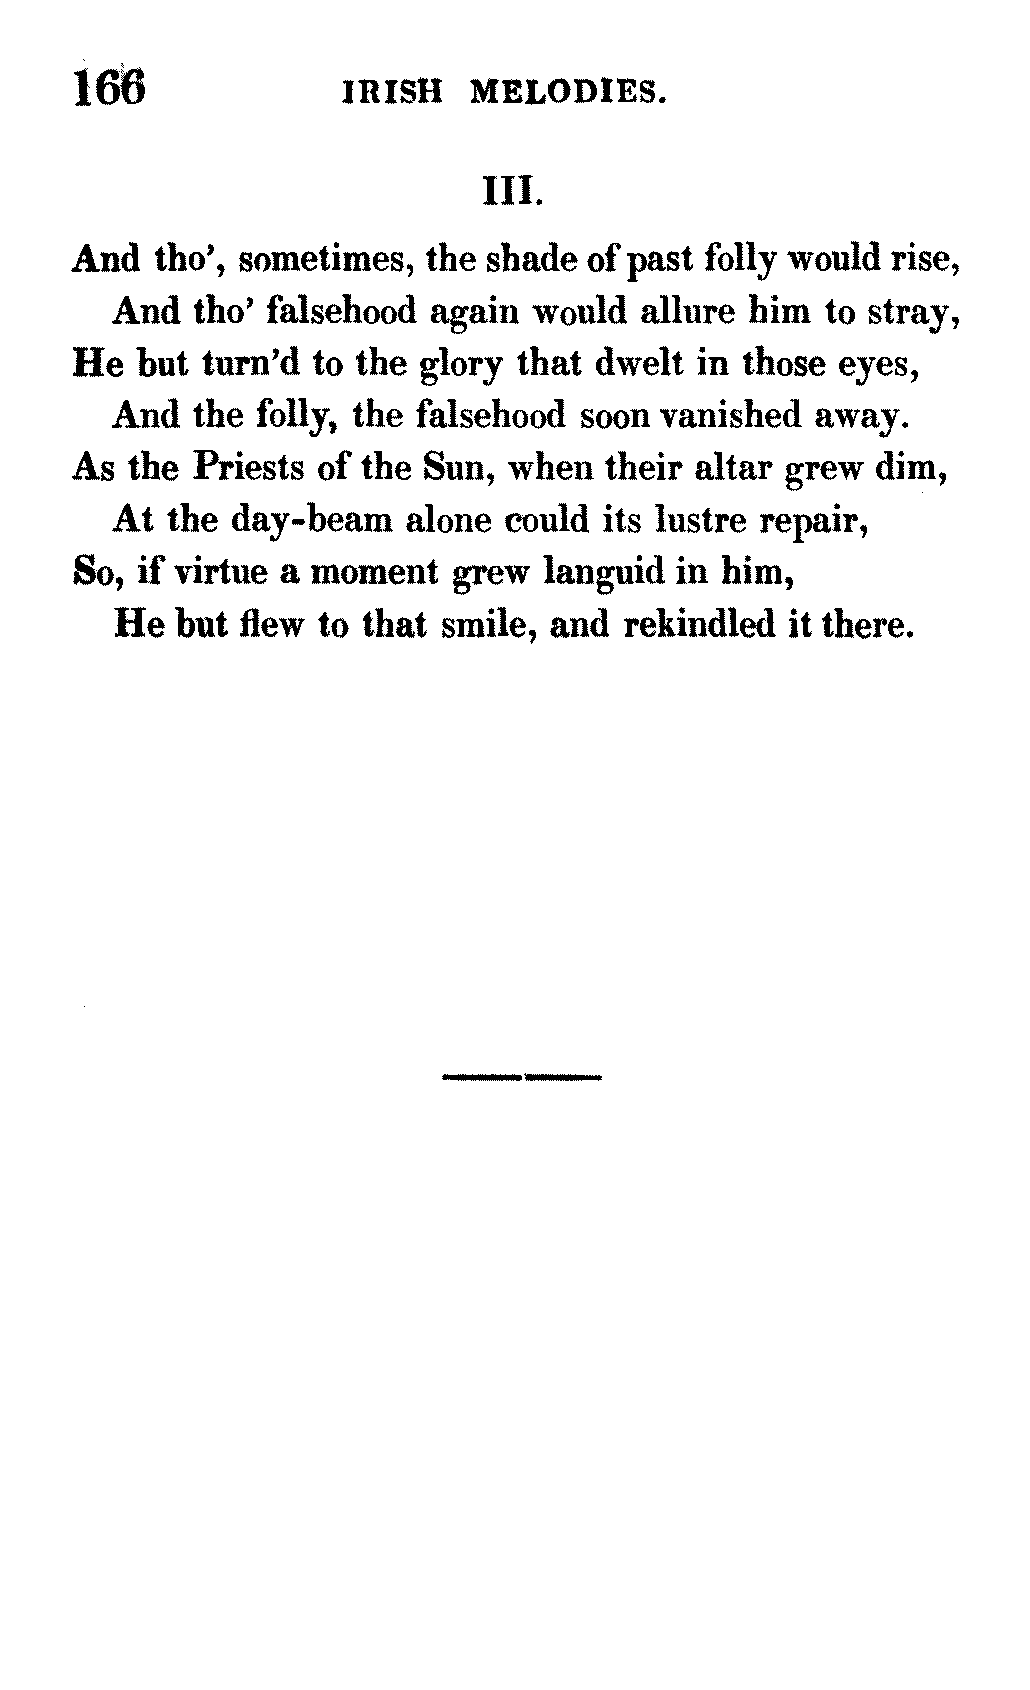 166 IRISH MELODIES.
III.
And tho', sometimes, the shade of past folly would rise,
And tho' falsehood again would allure him to stray,
He but turn'd to the glory that dwelt in those eyes,
And the folly, the falsehood soon vanished away.
As the Priests of the Sun, when their altar grew dim,
At the day-beam alone could its lustre repair,
So, if virtue a moment grew languid in him,
He but flew to that smile, and rekindled it there.